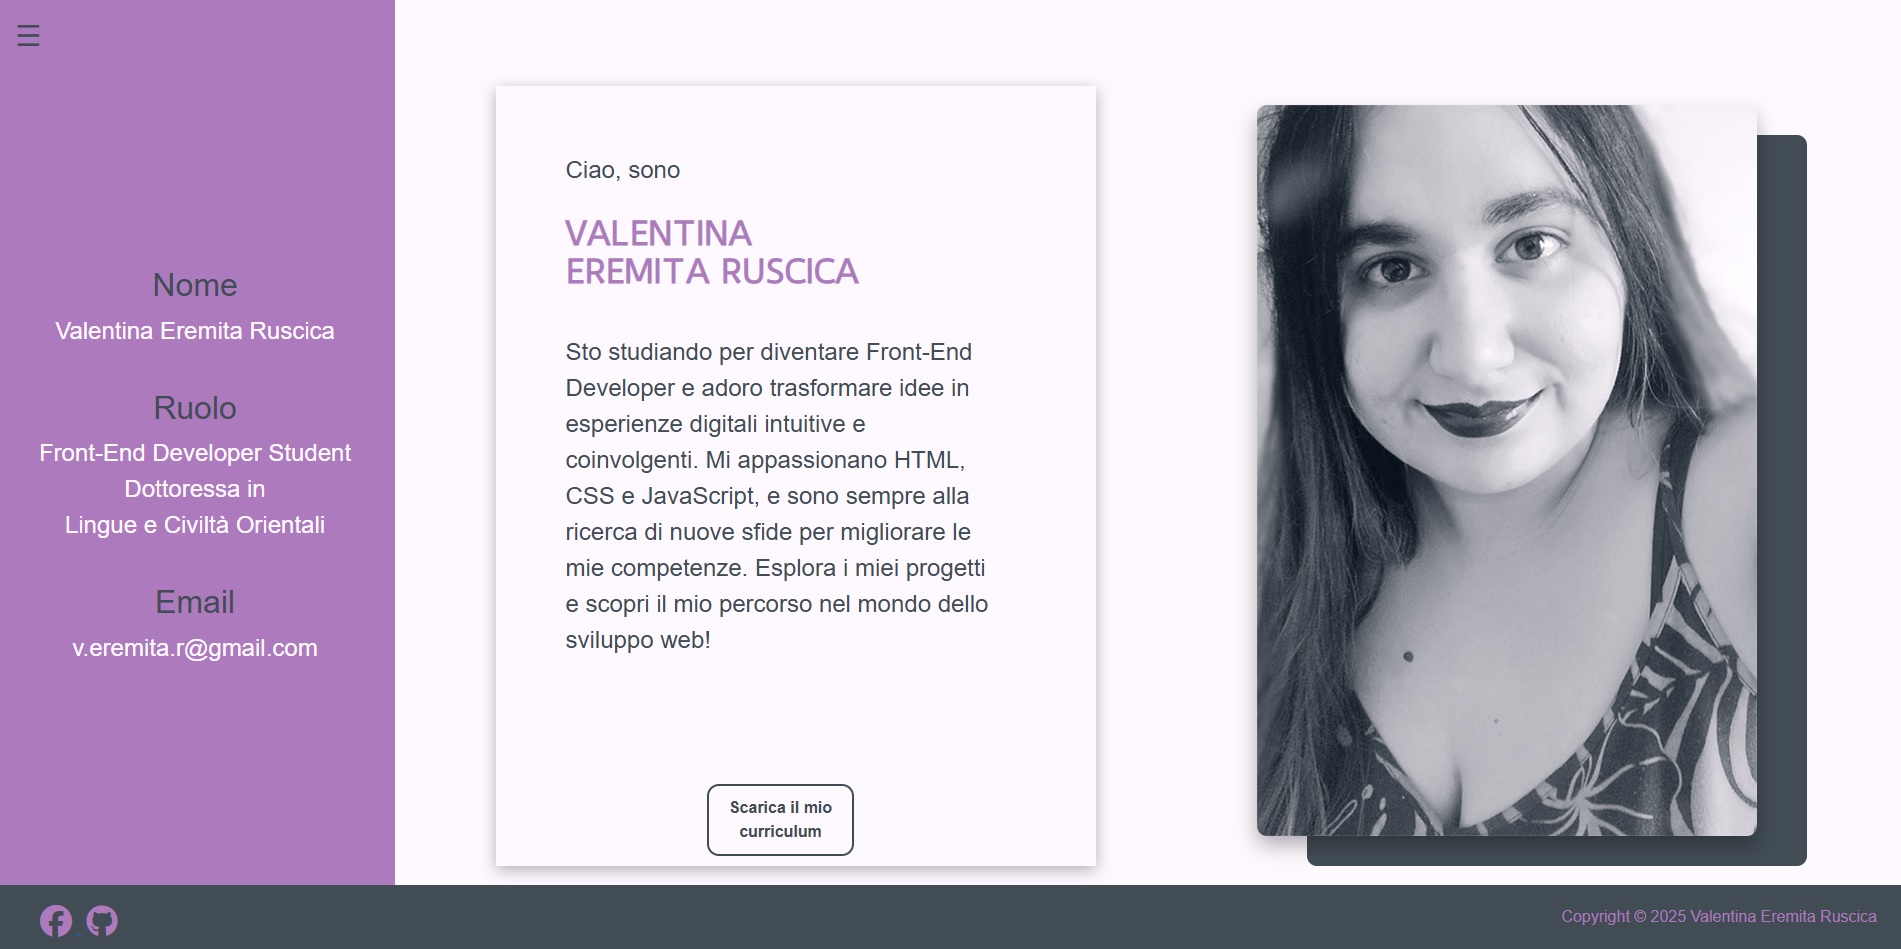 Nome
Valentina Eremita Ruscica
Ruolo
Front-End Developer Student
Dottoressa in
Lingue e Civiltà Orientali
Email
v.eremita.r@gmail.com
Ciao, sono
VALENTINA
EREMITA RUSCICA
Sto studiando per diventare Front-End
Developer e adoro trasformare idee in
esperienze digitali intuitive e
coinvolgenti. Mi appassionano HTML,
CSS e JavaScript, e sono sempre alla
ricerca di nuove sfide per migliorare le
mie competenze. Esplora i miei progetti
e scopri il mio percorso nel mondo dello
sviluppo web!
Scarica il mio
curriculum
Copyright © 2025 Valentina Eremita Ruscica